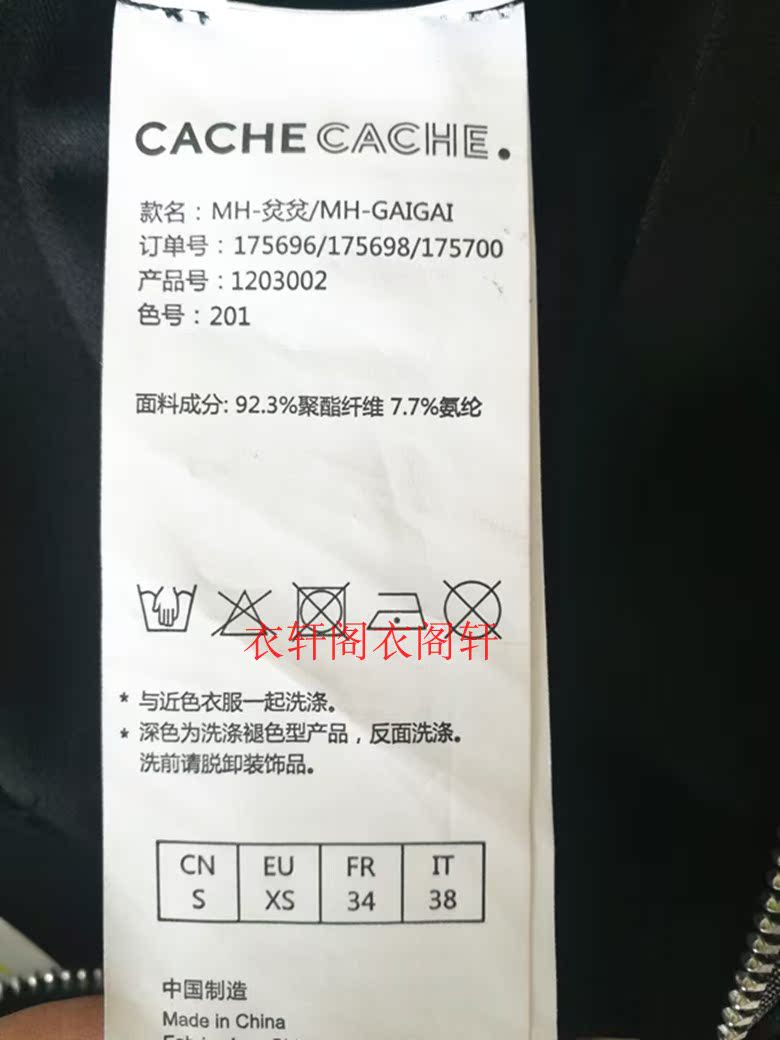 CACHE CACHE.
款名：MH-贫贫/MH-GAIGAI
订单号：175696/175698/175700
产品号：1203002
色号：201
面料成分: 92.3%聚酯纤维 7.7%氨纶
衣轩阁衣阁轩
* 与近色衣服一起洗涤。
* 深色为洗涤褪色型产品，反面洗涤。
洗前请脱卸装饰品。
CN EU FR IT
S XS 34 38
中国制造
Made in China